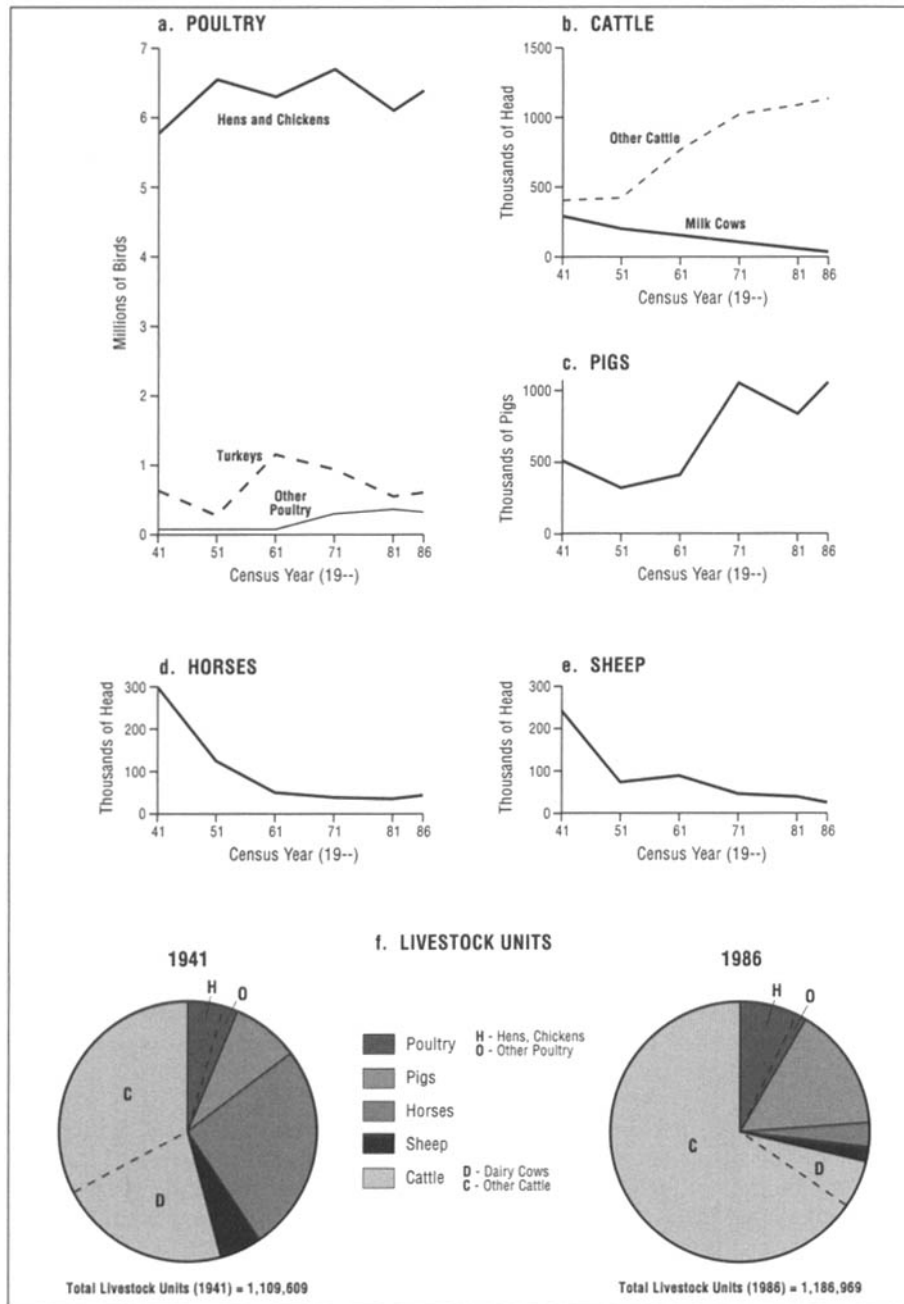 a. POULTRY
7
6
5
4
3
2
1
0
Millions of Birds
Hens and Chickens
Turkeys
Other
Poultry
41 51 61 71 81 86
Census Year (19--)
b. CATTLE
1500
1000
500
0
Thousands of Head
Other Cattle
Milk Cows
41 51 61 71 81 86
Census Year (19--)
c. PIGS
1000
500
0
Thousands of Pigs
41 51 61 71 81 86
Census Year (19--)
d. HORSES
300
200
100
0
Thousands of Head
41 51 61 71 81 86
Census Year (19--)
e. SHEEP
300
200
100
0
Thousands of Head
41 51 61 71 81 86
Census Year (19--)
f. LIVESTOCK UNITS
1941
H
O
C
D
Total Livestock Units (1941) = 1,109,609
Poultry
H - Hens, Chickens
O - Other Poultry
Pigs
Horses
Sheep
Cattle
D - Dairy Cows
C - Other Cattle
1986
H
O
C
D
Total Livestock Units (1986) = 1,186,969